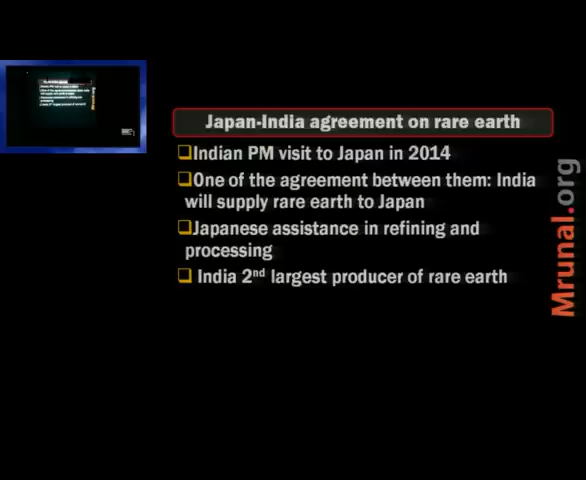 Japan-India agreement on rare earth
Indian PM visit to Japan in 2014
One of the agreement between them: India
will supply rare earth to Japan
Japanese assistance in refining and
processing
India 2nd largest producer of rare earth
Mrunal.org